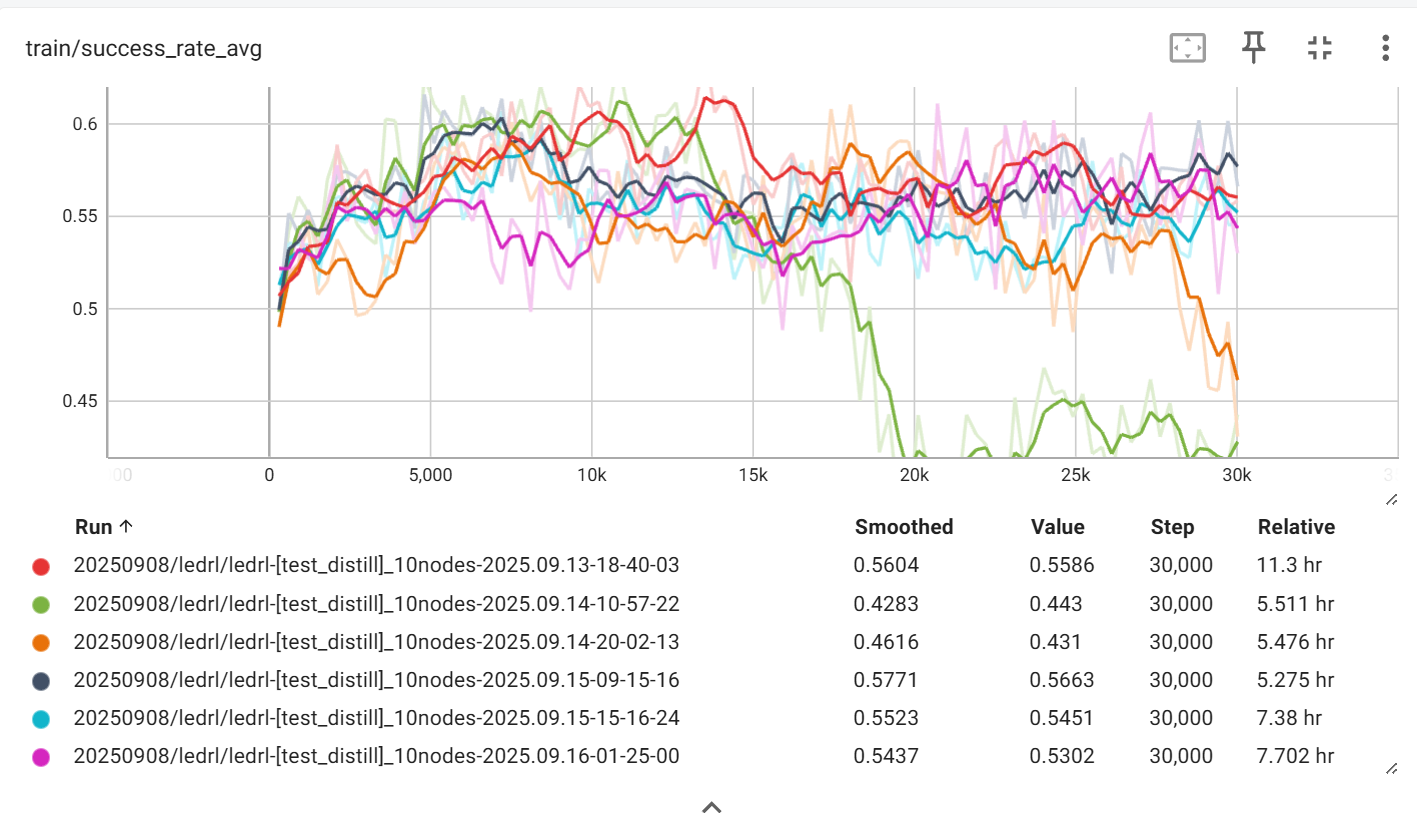 train/success_rate_avg
0.6
0.55
0.5
0.45
00 0 5,000 10k 15k 20k 25k 30k 3
Run ↑ Smoothed Value Step Relative
20250908/ledrl/ledrl-[test_distill]_10nodes-2025.09.13-18-40-03 0.5604 0.5586 30,000 11.3 hr
20250908/ledrl/ledrl-[test_distill]_10nodes-2025.09.14-10-57-22 0.4283 0.443 30,000 5.511 hr
20250908/ledrl/ledrl-[test_distill]_10nodes-2025.09.14-20-02-13 0.4616 0.431 30,000 5.476 hr
20250908/ledrl/ledrl-[test_distill]_10nodes-2025.09.15-09-15-16 0.5771 0.5663 30,000 5.275 hr
20250908/ledrl/ledrl-[test_distill]_10nodes-2025.09.15-15-16-24 0.5523 0.5451 30,000 7.38 hr
20250908/ledrl/ledrl-[test_distill]_10nodes-2025.09.16-01-25-00 0.5437 0.5302 30,000 7.702 hr